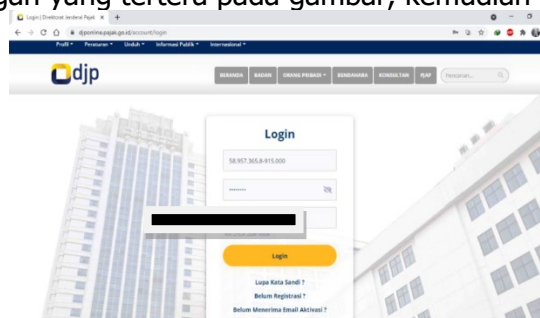 gan yang tertera pada gambar, kemudian
Login | Direktorat Jenderal Pajak
djponline.pajak.go.id/account/login
Profil Peraturan Unduh Informasi Publik Internasional
djp
BERANDA BADAN ORANG PRIBADI BENDAHARA KONSULTAN PJAP Pencarian...
Login
58.957.365.8-915.000
Login
Lupa Kata Sandi ?
Belum Registrasi ?
Belum Menerima Email Aktivasi ?